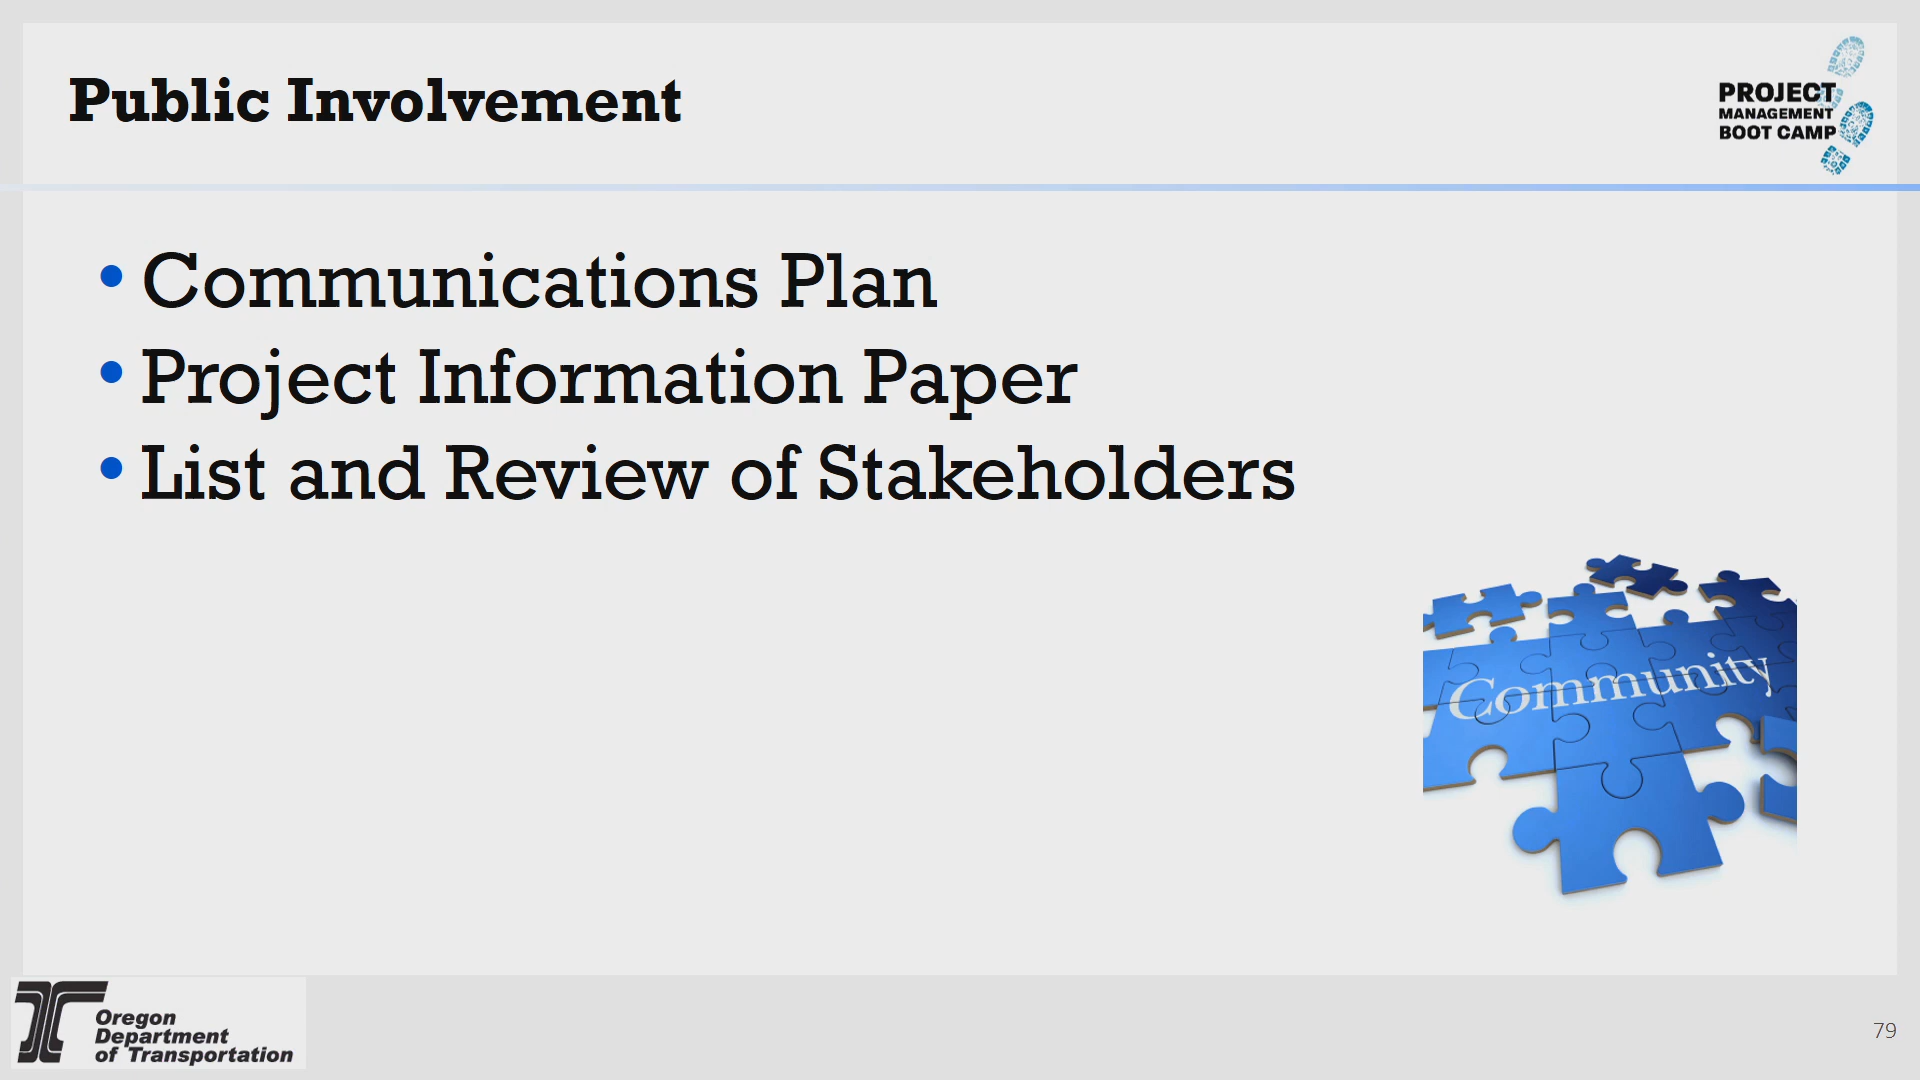 Public Involvement
PROJECT
MANAGEMENT
BOOT CAMP
• Communications Plan
• Project Information Paper
• List and Review of Stakeholders
Community
Oregon
Department
of Transportation
79